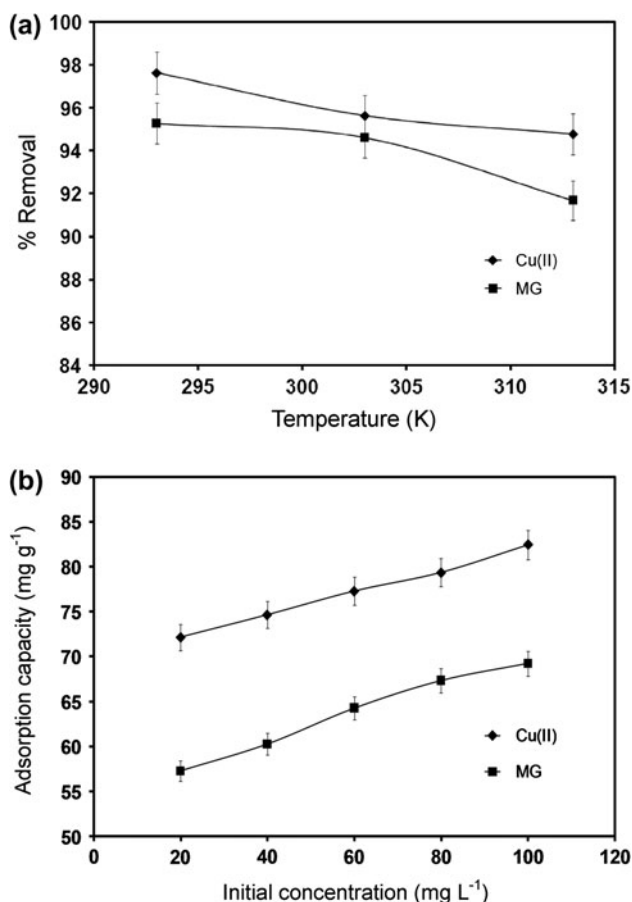 (a)
100
98
96
94
92
90
88
86
84
% Removal
Cu(II)
MG
290 295 300 305 310 315
Temperature (K)
(b)
90
85
80
75
70
65
60
55
50
Adsorption capacity (mg g⁻¹)
Cu(II)
MG
0 20 40 60 80 100 120
Initial concentration (mg L⁻¹)